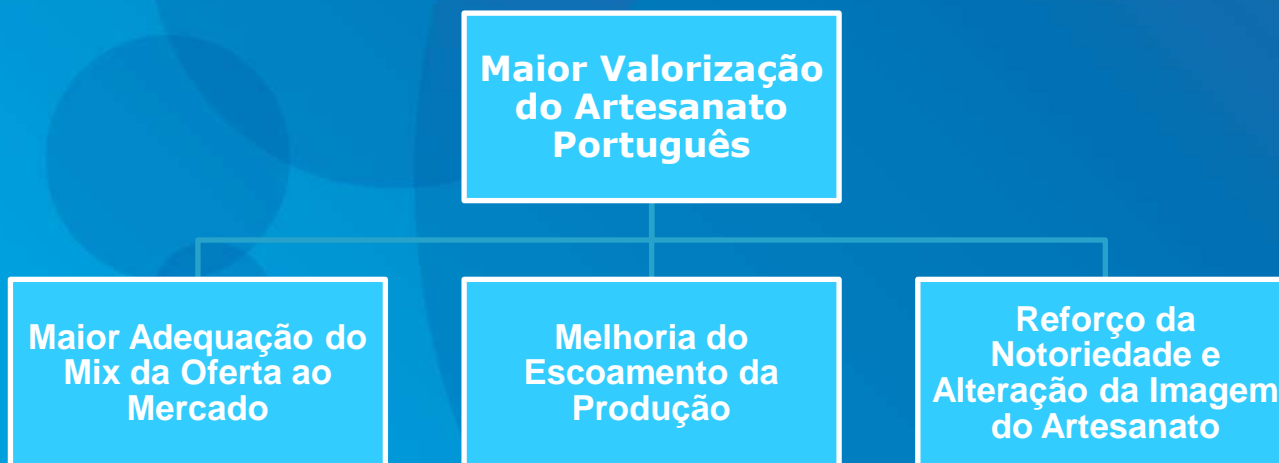 Maior Valorização
do Artesanato
Português
Maior Adequação do
Mix da Oferta ao
Mercado
Melhoria do
Escoamento da
Produção
Reforço da
Notoriedade e
Alteração da Imagem
do Artesanato